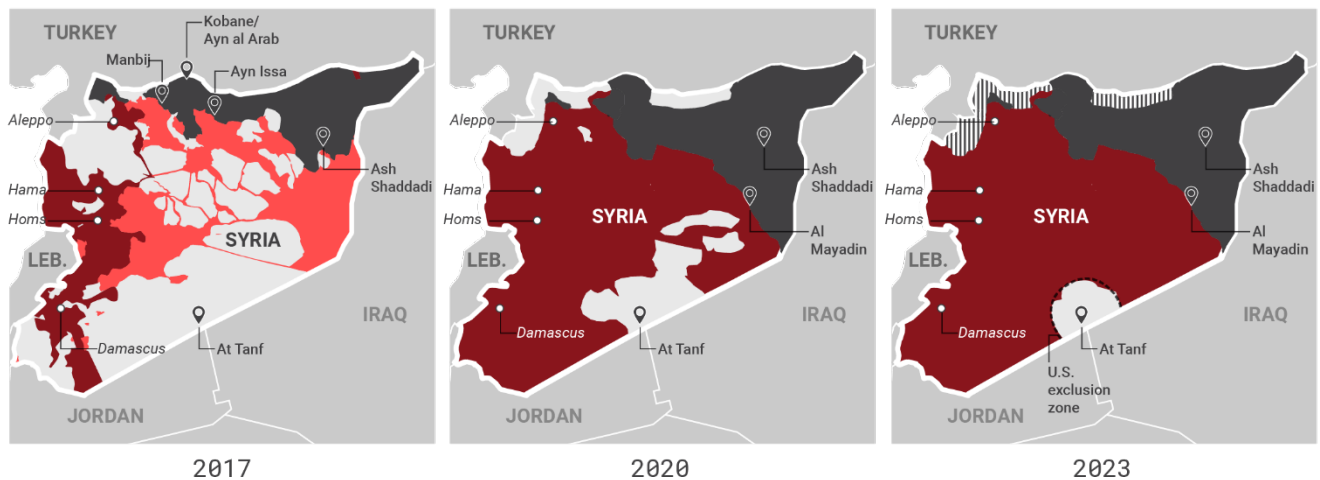 TURKEY
Kobane/
Ayn al Arab
Manbij
Ayn Issa
Aleppo
Ash
Shaddadi
Hama
Homs
SYRIA
LEB.
IRAQ
Damascus
At Tanf
JORDAN
2017
TURKEY
Aleppo
Ash
Shaddadi
Hama
Homs
SYRIA
Al
Mayadin
LEB.
IRAQ
Damascus
At Tanf
JORDAN
2020
TURKEY
Aleppo
Ash
Shaddadi
Hama
Homs
SYRIA
Al
Mayadin
LEB.
IRAQ
Damascus
At Tanf
U.S.
exclusion
zone
JORDAN
2023